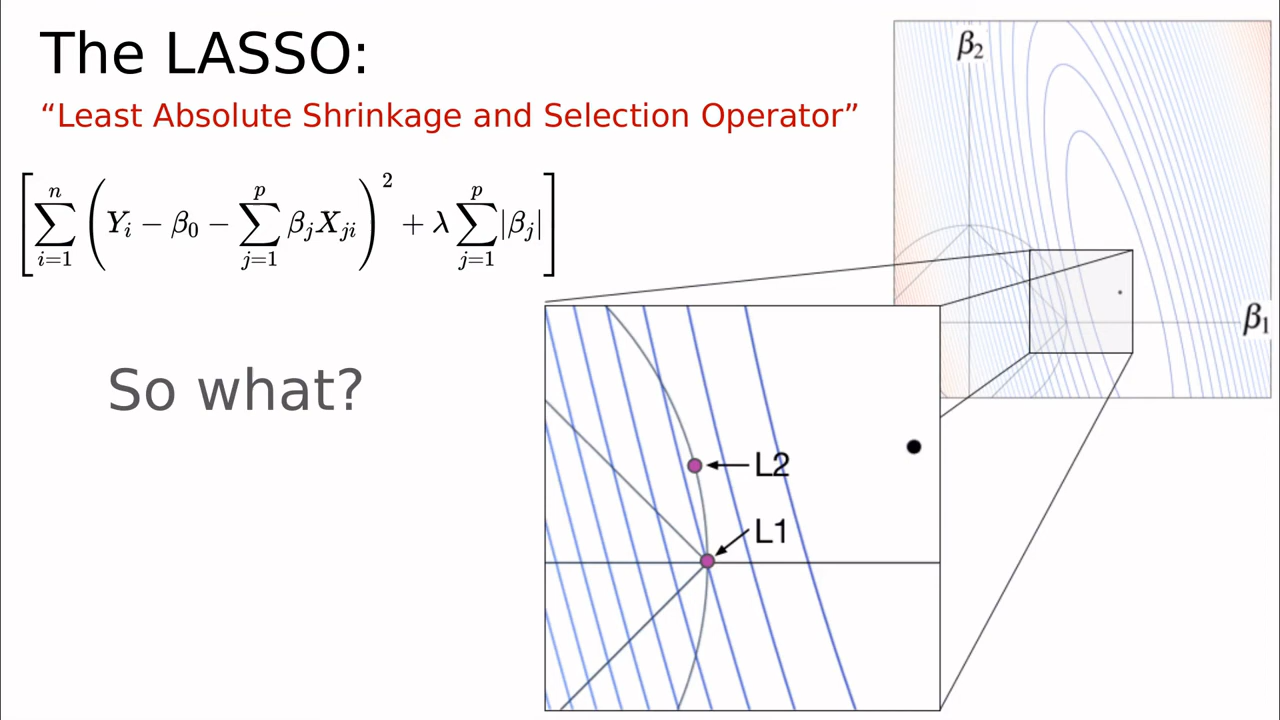 The LASSO:
“Least Absolute Shrinkage and Selection Operator”
$$\left[ \sum_{i=1}^{n} \left( Y_i - \beta_0 - \sum_{j=1}^{p} \beta_j X_{ji} \right)^2 + \lambda \sum_{j=1}^{p} |\beta_j| \right]$$
β₂
β₁
So what?
L2
L1